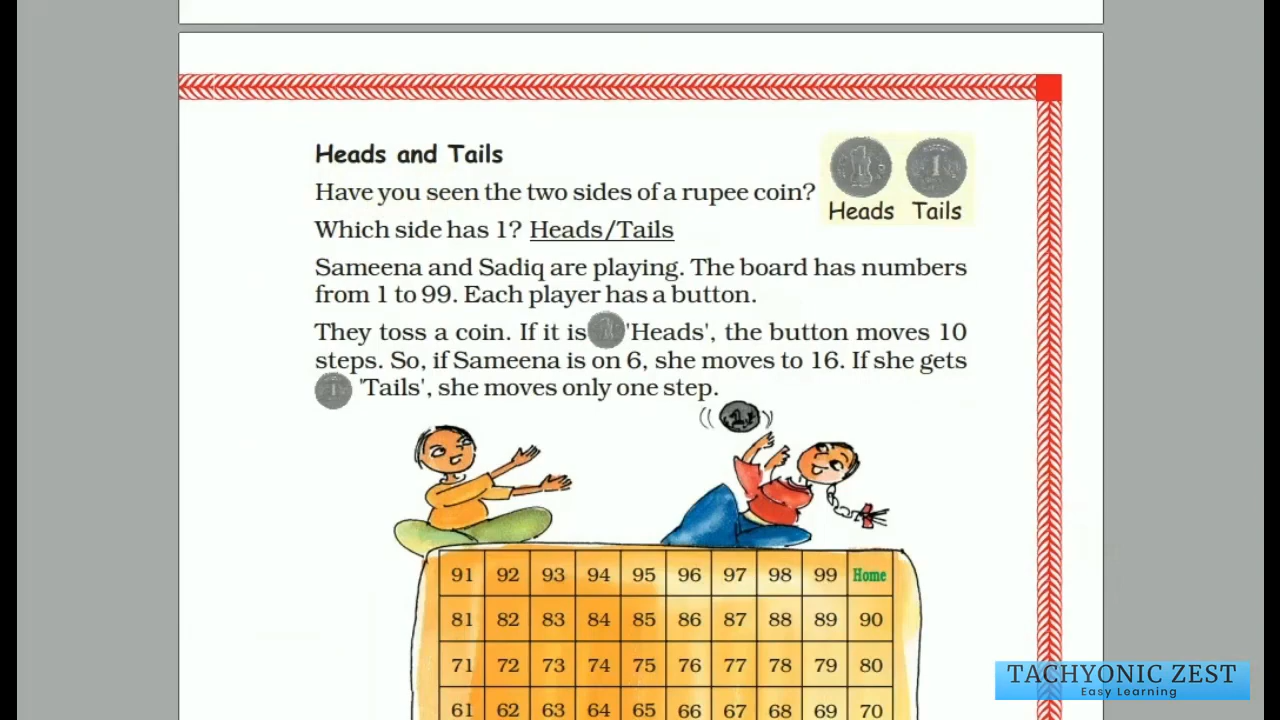 Heads and Tails
Have you seen the two sides of a rupee coin?
1
Heads Tails
Which side has 1? Heads/Tails
Sameena and Sadiq are playing. The board has numbers
from 1 to 99. Each player has a button.
They toss a coin. If it is 'Heads', the button moves 10
steps. So, if Sameena is on 6, she moves to 16. If she gets
1 'Tails', she moves only one step.
91 92 93 94 95 96 97 98 99 Home
81 82 83 84 85 86 87 88 89 90
71 72 73 74 75 76 77 78 79 80
61 62 63 64 65 66 67 68 69 70
TACHYONIC ZEST
Easy Learning